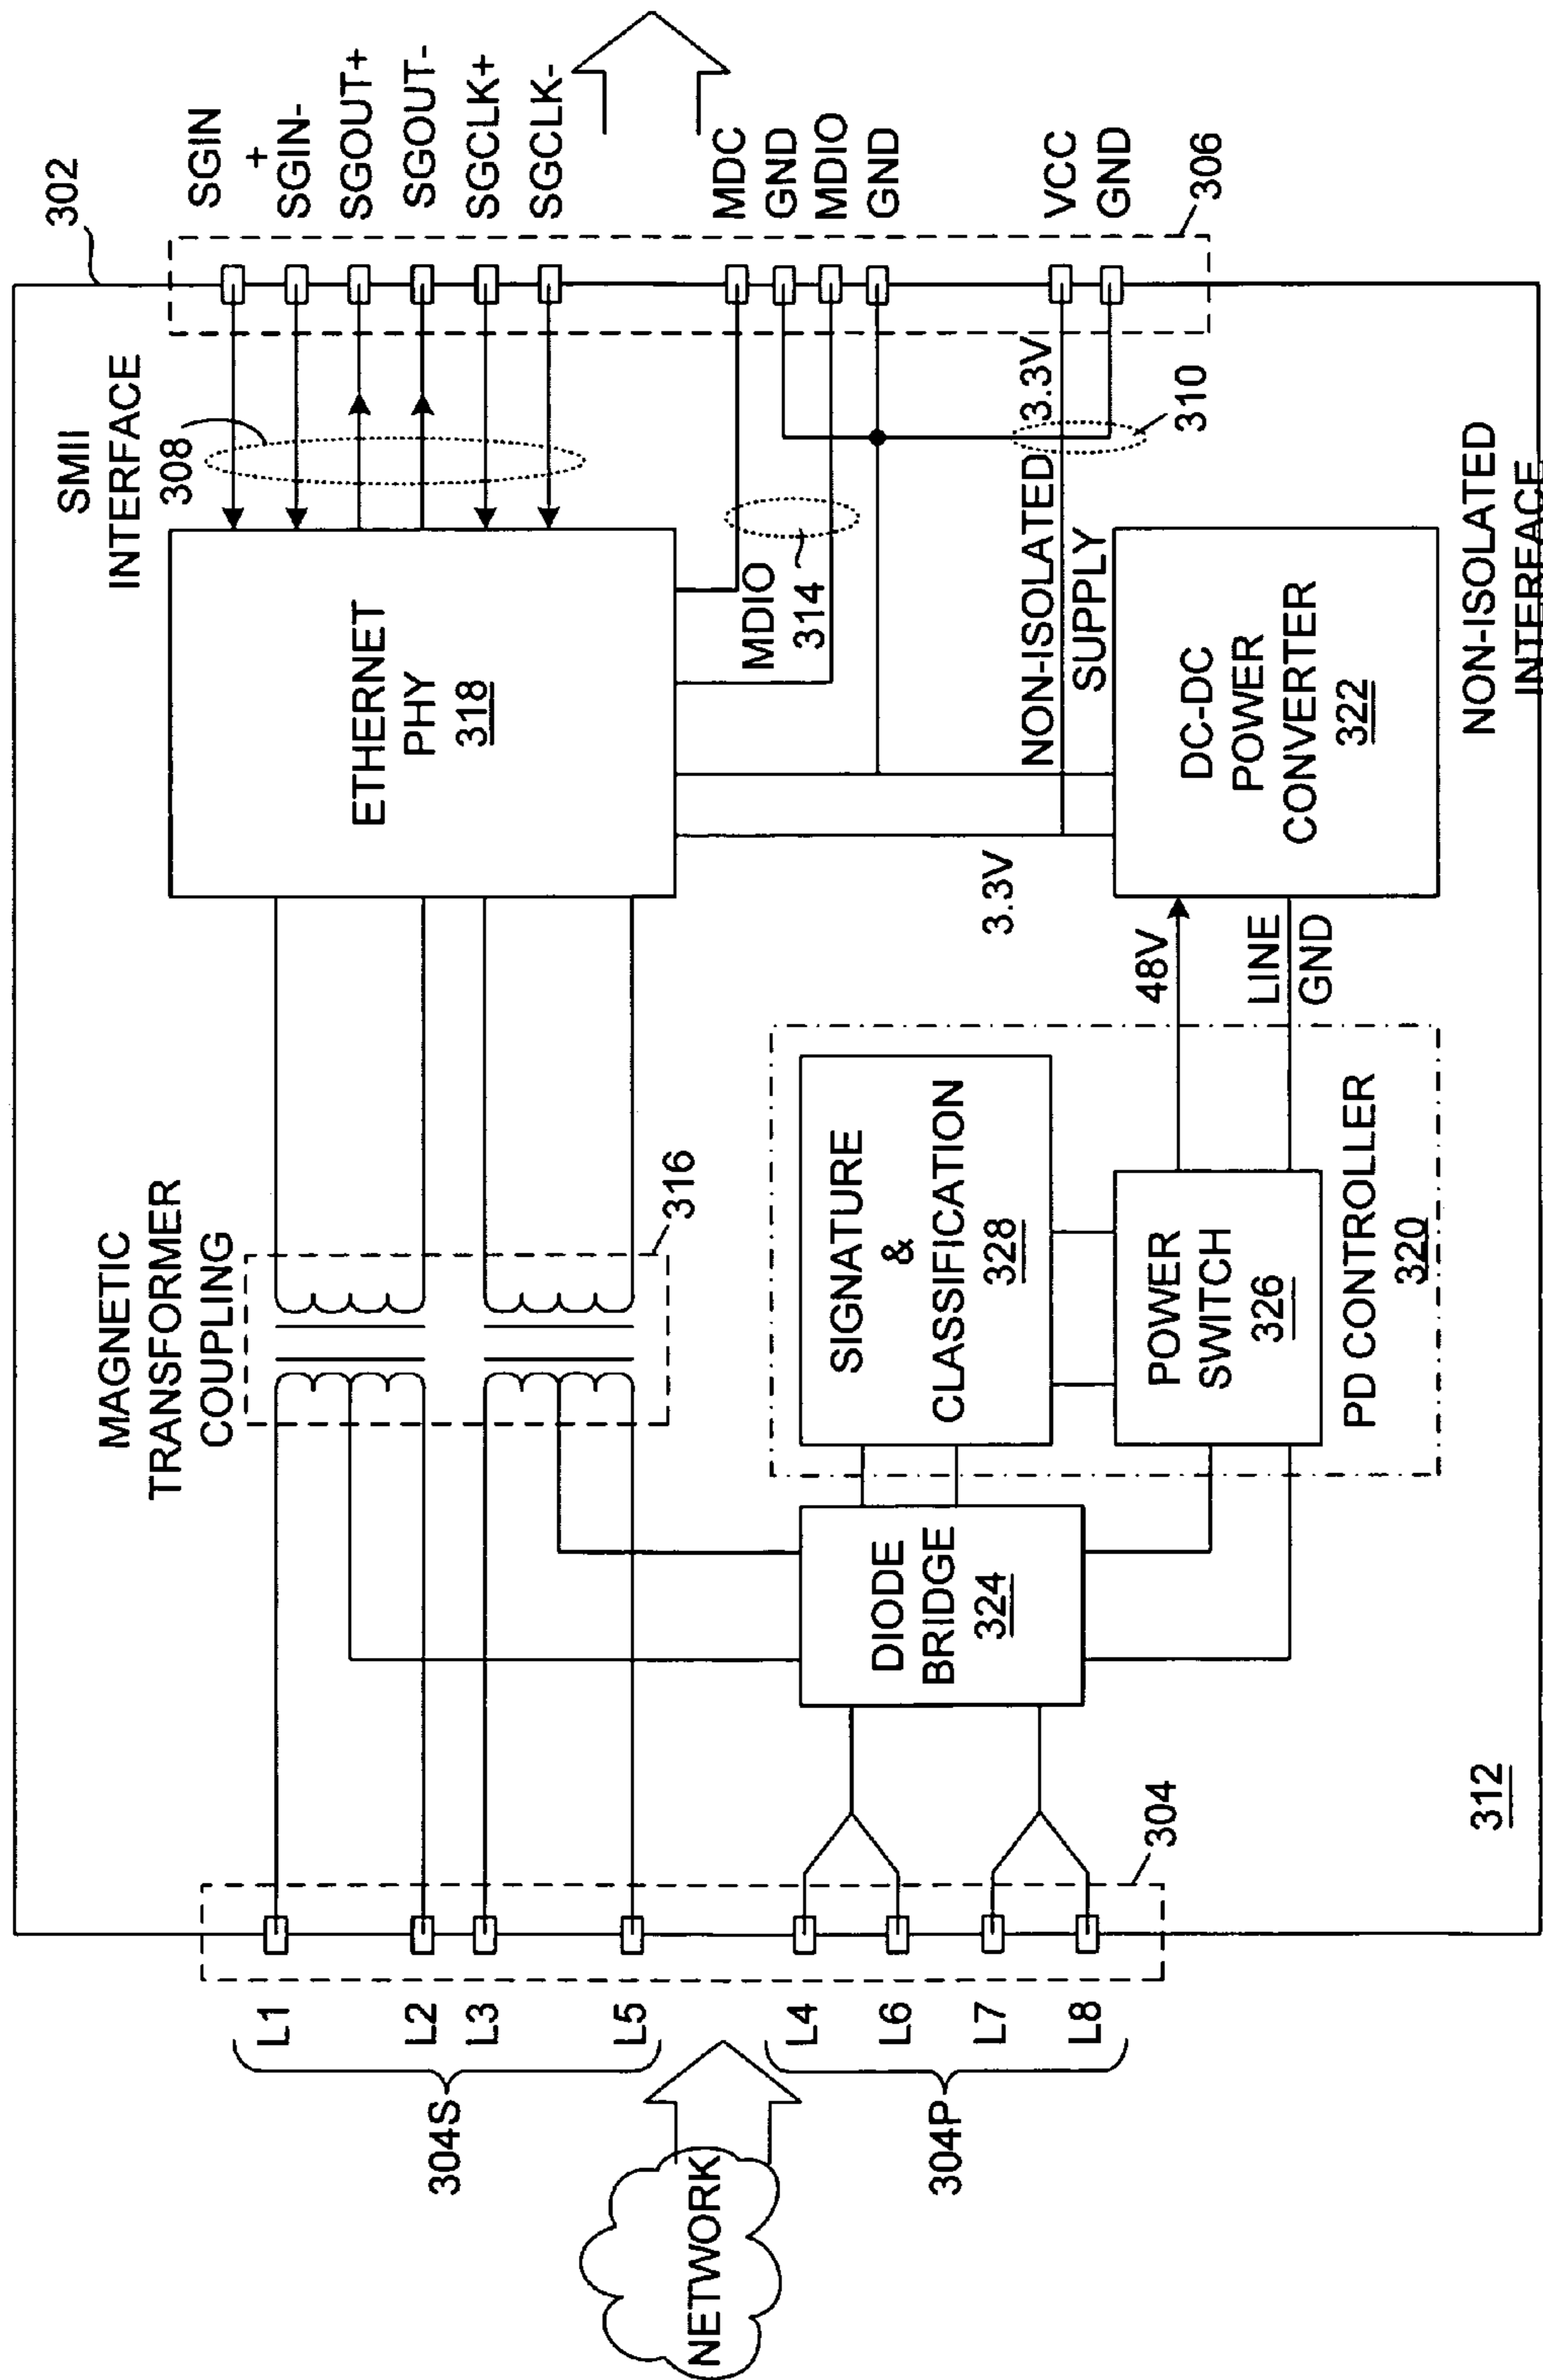 302
SMII
INTERFACE
308
SGIN
+
SGIN-
SGOUT+
SGOUT-
SGCLK+
SGCLK-
MDC
GND
MDIO
GND
VCC
GND
306
MAGNETIC
TRANSFORMER
COUPLING
316
ETHERNET
PHY
318
MDIO
314
NON-ISOLATED
SUPPLY
3.3V
310
3.3V
L1
L2
L3
L5
304S
NETWORK
L4
L6
L7
L8
304P
304
DIODE
BRIDGE
324
SIGNATURE
&
CLASSIFICATION
328
POWER
SWITCH
326
PD CONTROLLER
320
48V
LINE
GND
DC-DC
POWER
CONVERTER
322
NON-ISOLATED
INTERFACE
312